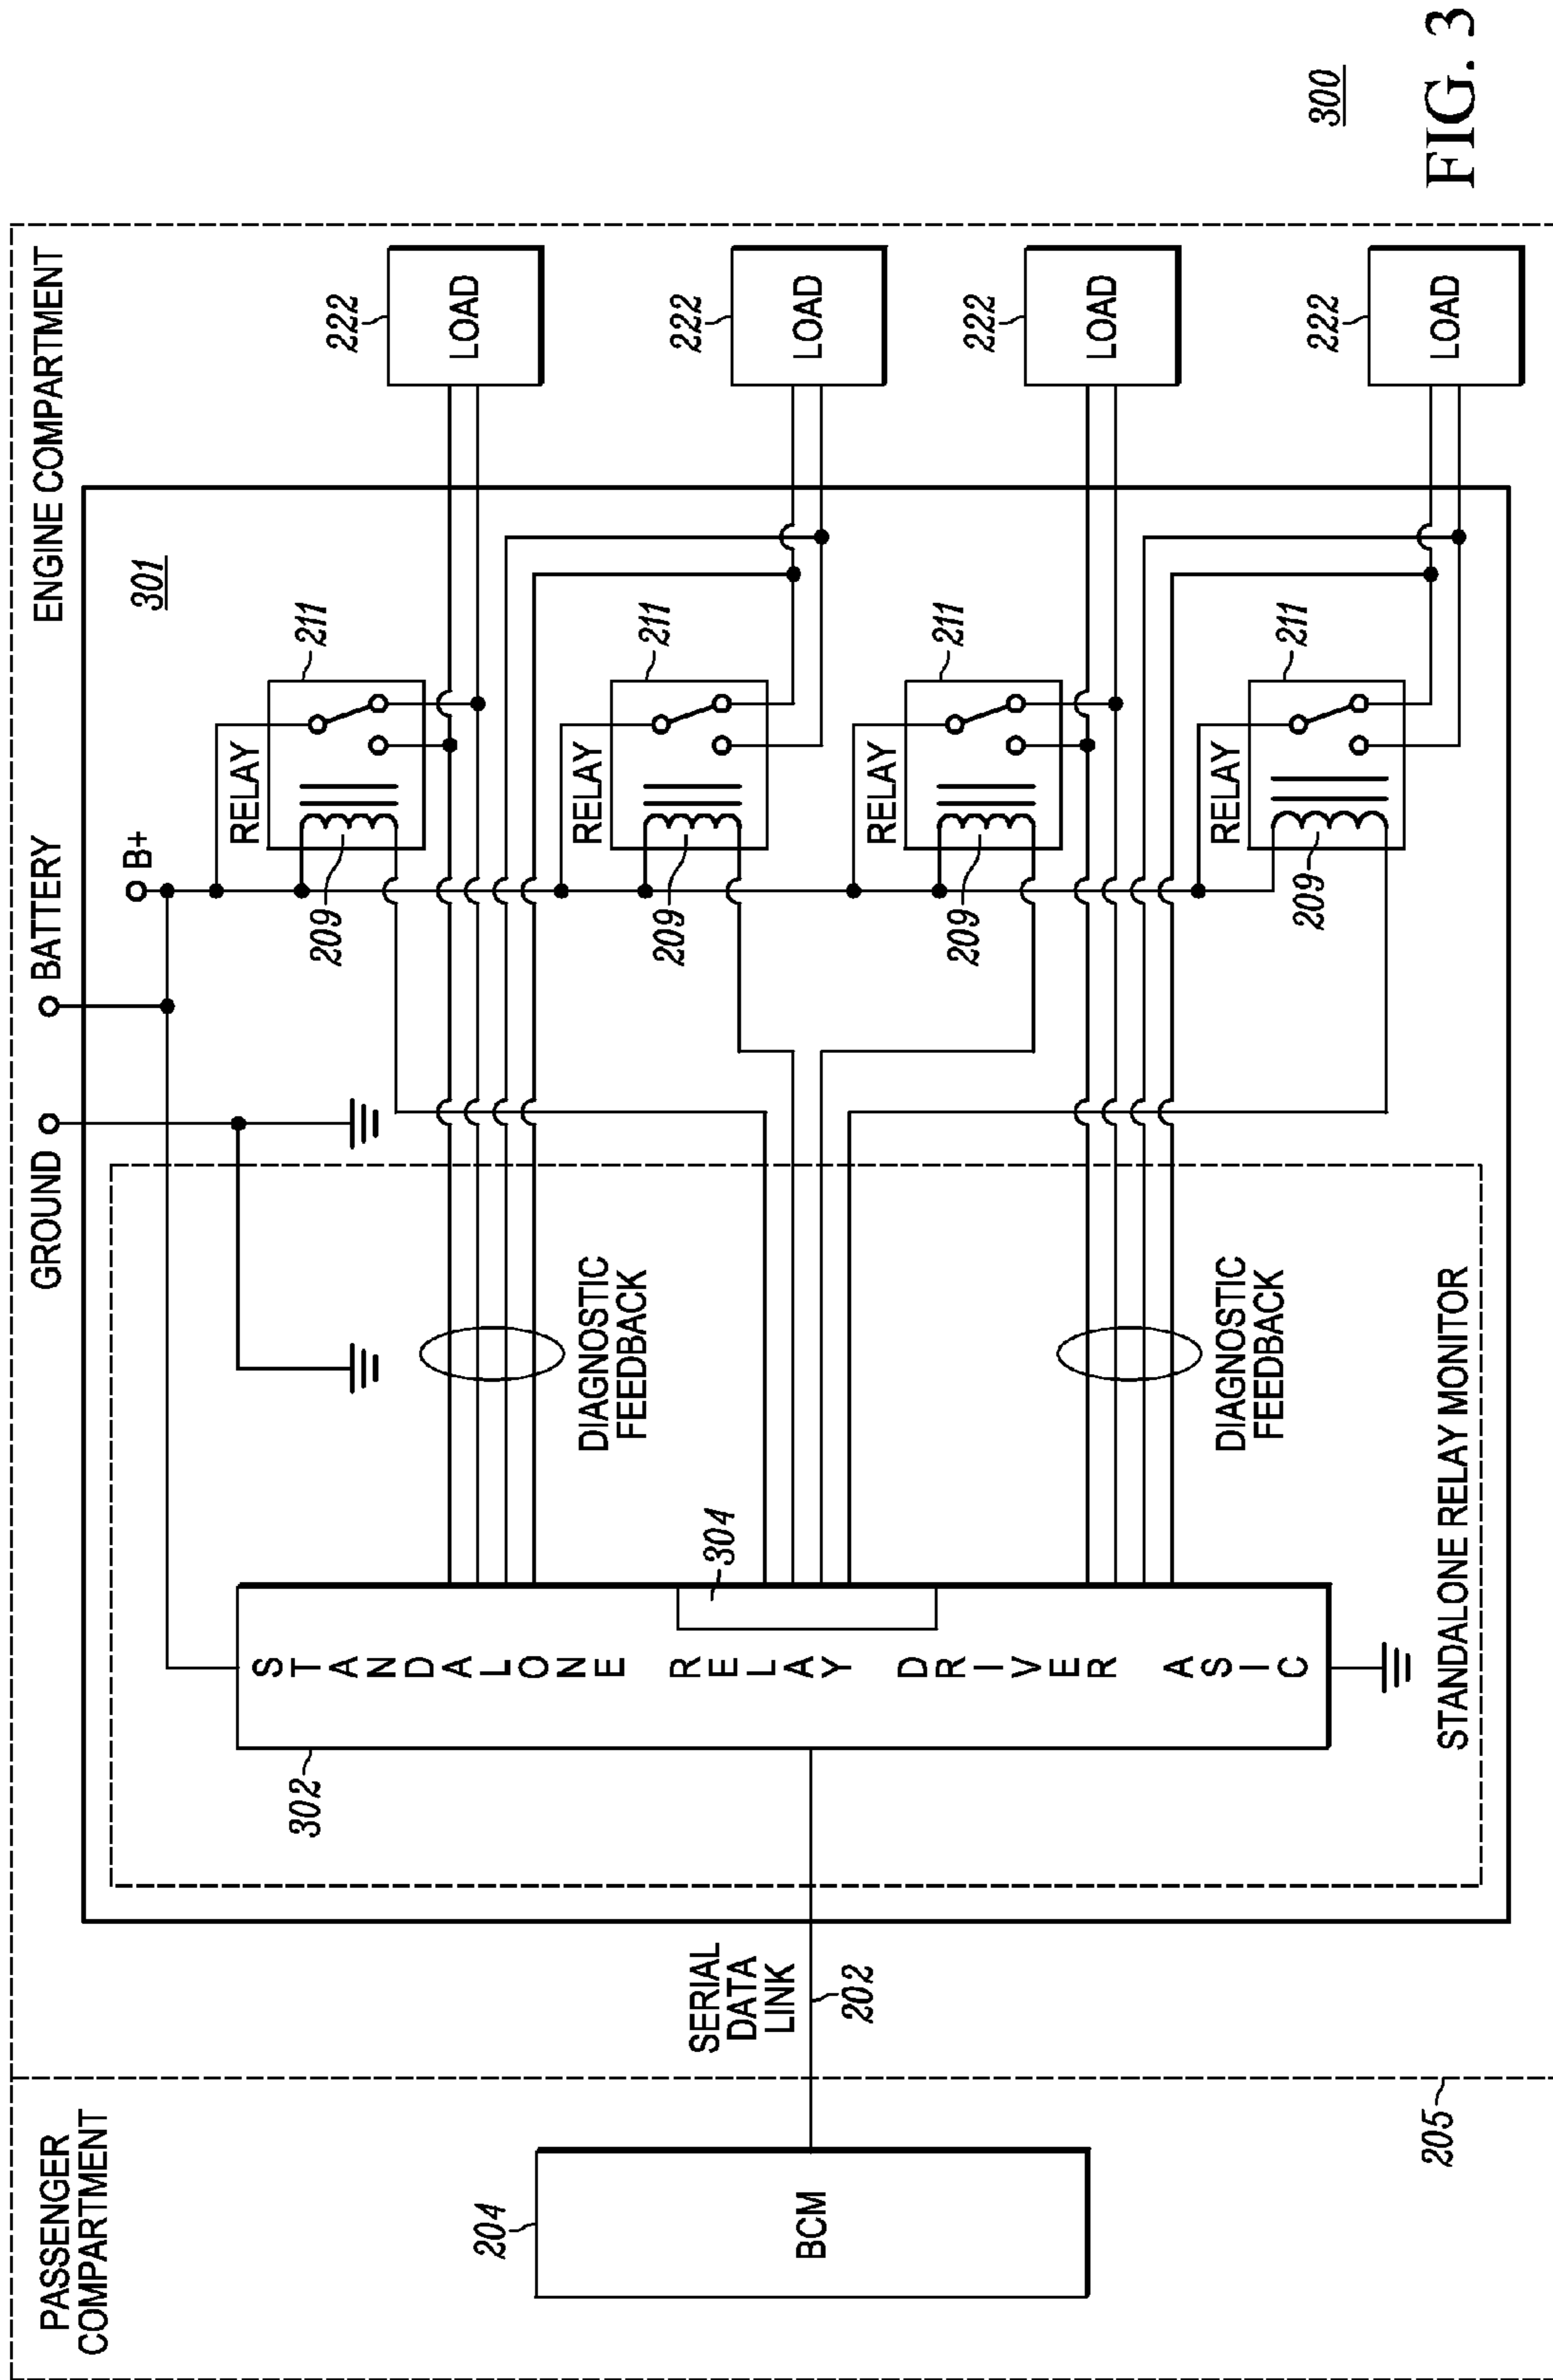 PASSENGER
COMPARTMENT
ENGINE COMPARTMENT
GROUND
BATTERY
B+
301
204
BCM
205
SERIAL
DATA
LINK
202
302
STANDALONE RELAY DRIVER ASIC
304
DIAGNOSTIC
FEEDBACK
DIAGNOSTIC
FEEDBACK
STANDALONE RELAY MONITOR
RELAY
211
209
RELAY
211
209
RELAY
211
209
RELAY
211
209
222
LOAD
222
LOAD
222
LOAD
222
LOAD
300
FIG. 3